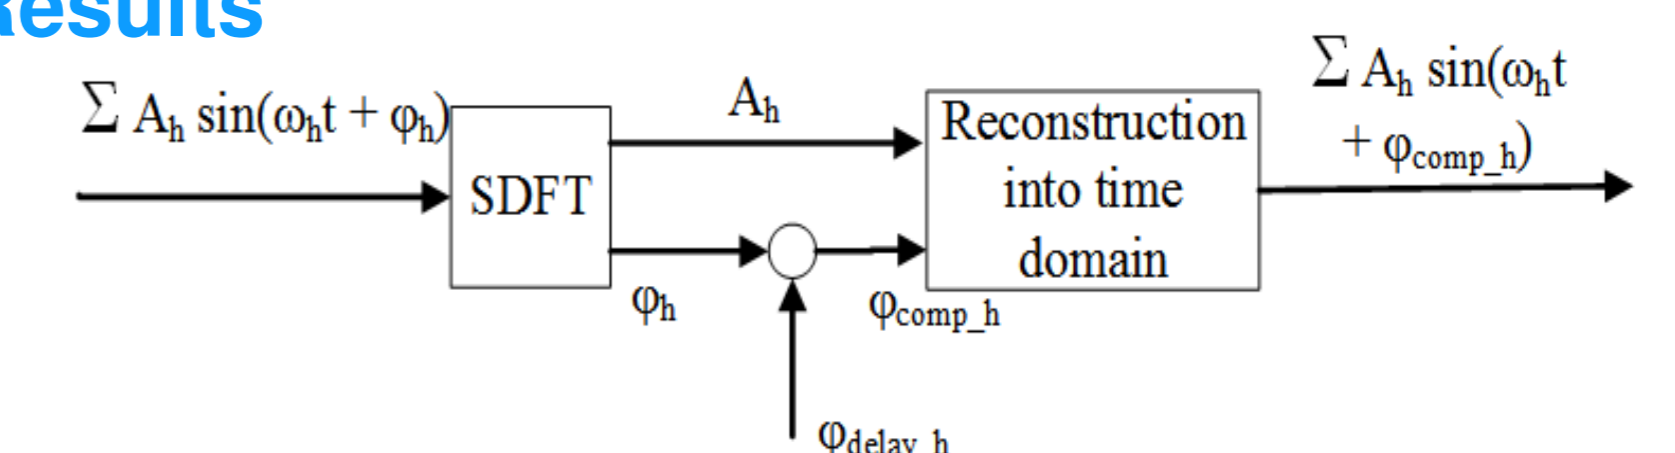 Results
∑ Aₕ sin(ωₕt + φₕ)
SDFT
Aₕ
φₕ
φcomp_h
φdelay_h
Reconstruction
into time
domain
∑ Aₕ sin(ωₕt
+ φcomp_h)